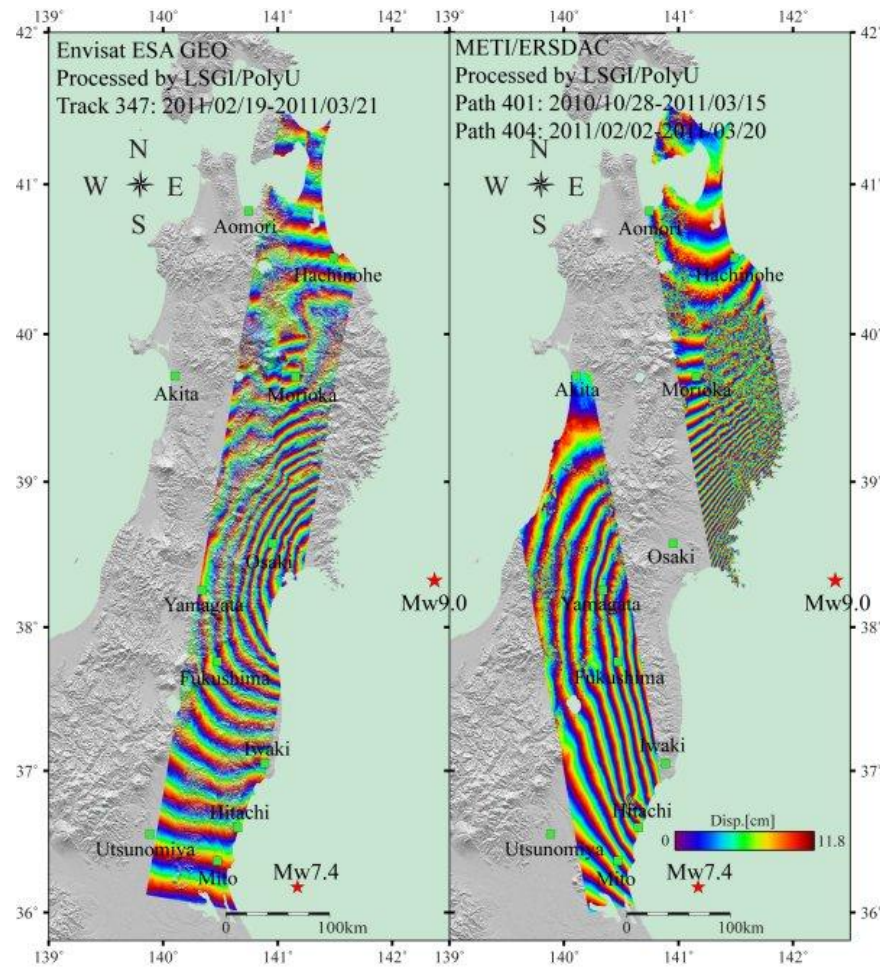 139° 140° 141° 142° 139° 140° 141° 142°
42° 42°
Envisat ESA GEO
Processed by LSGI/PolyU
Track 347: 2011/02/19-2011/03/21
METI/ERSDAC
Processed by LSGI/PolyU
Path 401: 2010/10/28-2011/03/15
Path 404: 2011/02/02-2011/03/20
N
W E
S
N
W E
S
41° 41°
Aomori
Hachinohe
Aomori
Hachinohe
40° 40°
Akita
Morioka
Akita
Morioka
39° 39°
Osaki
Osaki
Yamagata
Mw9.0
Yamagata
Mw9.0
38° 38°
Fukushima
Fukushima
Iwaki
Iwaki
37° 37°
Hitachi
Hitachi
Disp.[cm]
0 11.8
Utsunomiya
Mito
Mw7.4
Utsunomiya
Mito
Mw7.4
36° 36°
0 100km
0 100km
139° 140° 141° 142° 139° 140° 141° 142°